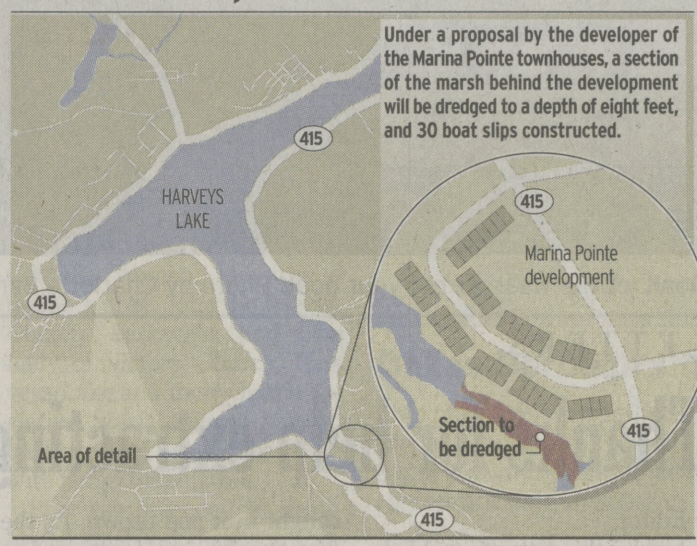 Under a proposal by the developer of
the Marina Pointe townhouses, a section
of the marsh behind the development
will be dredged to a depth of eight feet,
and 30 boat slips constructed.
415
HARVEYS
LAKE
415
Marina Pointe
development
415
Section to
be dredged
415
Area of detail
415